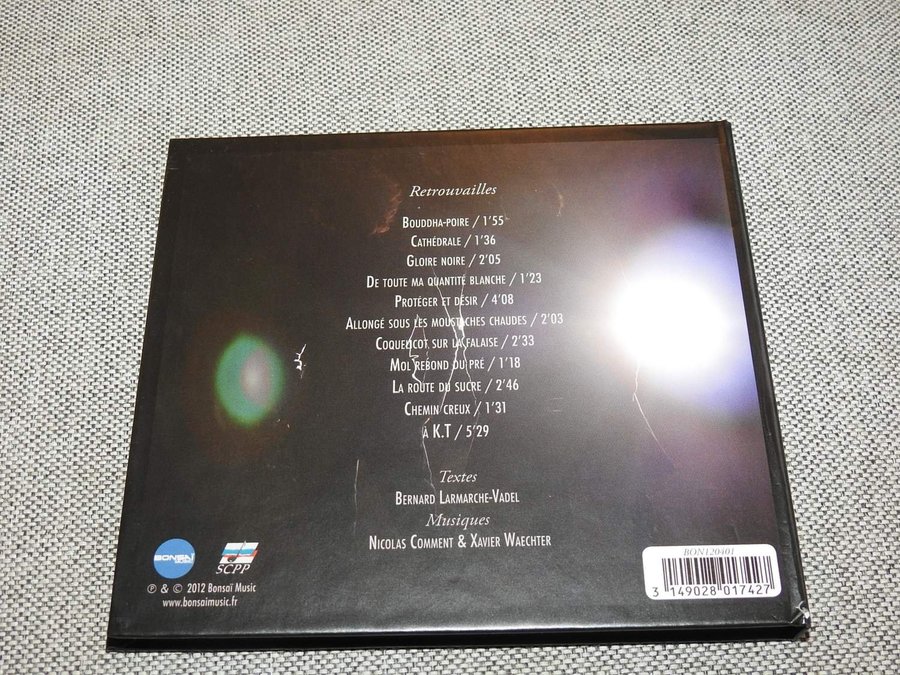 Retrouvailles
Bouddha-poire / 1'55
Cathédrale / 1'36
Gloire noire / 2'05
De toute ma quantité blanche / 1'23
Protéger et désir / 4'08
Allongé sous les moustaches chaudes / 2'03
Coquelicot sur la falaise / 2'33
Mol rebond du pré / 1'18
La route du sucre / 2'46
Chemin creux / 1'31
à K.T / 5'29
Textes
Bernard Larmarche-Vadel
Musiques
Nicolas Comment & Xavier Waechter
BONSAÏ
SCPP
℗ & © 2012 Bonsaï Music
www.bonsaimusic.fr
BON120401
3 149028 017427